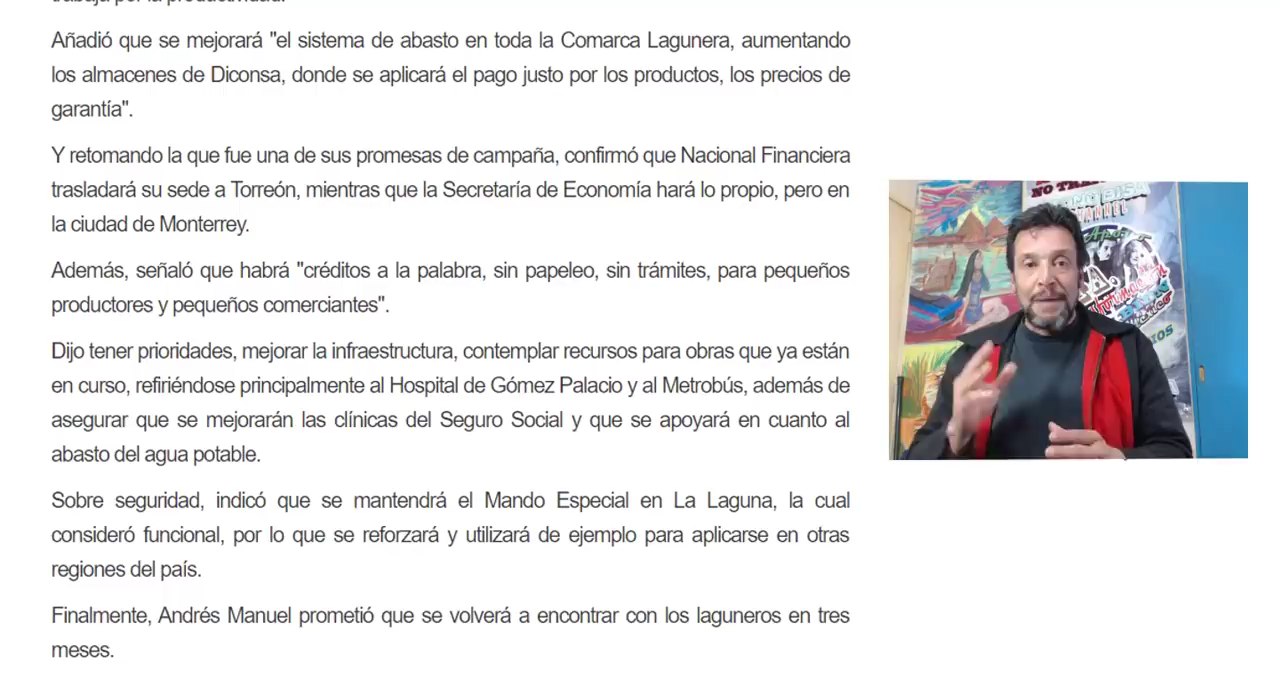 trabaja por la productividad.
Añadió que se mejorará "el sistema de abasto en toda la Comarca Lagunera, aumentando
los almacenes de Diconsa, donde se aplicará el pago justo por los productos, los precios de
garantía".
Y retomando la que fue una de sus promesas de campaña, confirmó que Nacional Financiera
trasladará su sede a Torreón, mientras que la Secretaría de Economía hará lo propio, pero en
la ciudad de Monterrey.
Además, señaló que habrá "créditos a la palabra, sin papeleo, sin trámites, para pequeños
productores y pequeños comerciantes".
Dijo tener prioridades, mejorar la infraestructura, contemplar recursos para obras que ya están
en curso, refiriéndose principalmente al Hospital de Gómez Palacio y al Metrobús, además de
asegurar que se mejorarán las clínicas del Seguro Social y que se apoyará en cuanto al
abasto del agua potable.
Sobre seguridad, indicó que se mantendrá el Mando Especial en La Laguna, la cual
consideró funcional, por lo que se reforzará y utilizará de ejemplo para aplicarse en otras
regiones del país.
Finalmente, Andrés Manuel prometió que se volverá a encontrar con los laguneros en tres
meses.
NO
CHANNEL
Apoyo
México